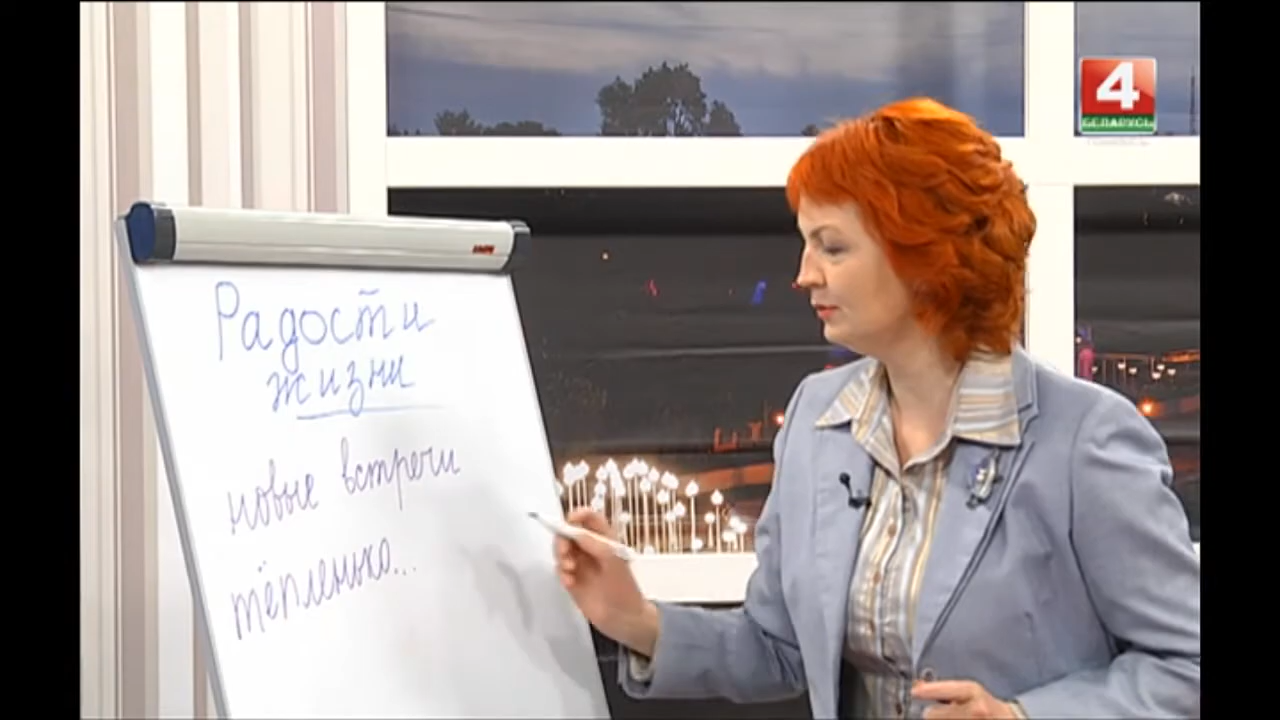 4
БЕЛАРУСЬ
Радости
жизни
новые встречи
тёпленько...